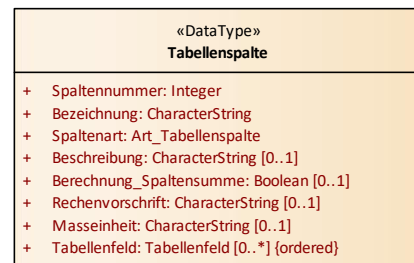 «DataType»
Tabellenspalte
+ Spaltennummer: Integer
+ Bezeichnung: CharacterString
+ Spaltenart: Art_Tabellenspalte
+ Beschreibung: CharacterString [0..1]
+ Berechnung_Spaltensumme: Boolean [0..1]
+ Rechenvorschrift: CharacterString [0..1]
+ Masseinheit: CharacterString [0..1]
+ Tabellenfeld: Tabellenfeld [0..*] {ordered}